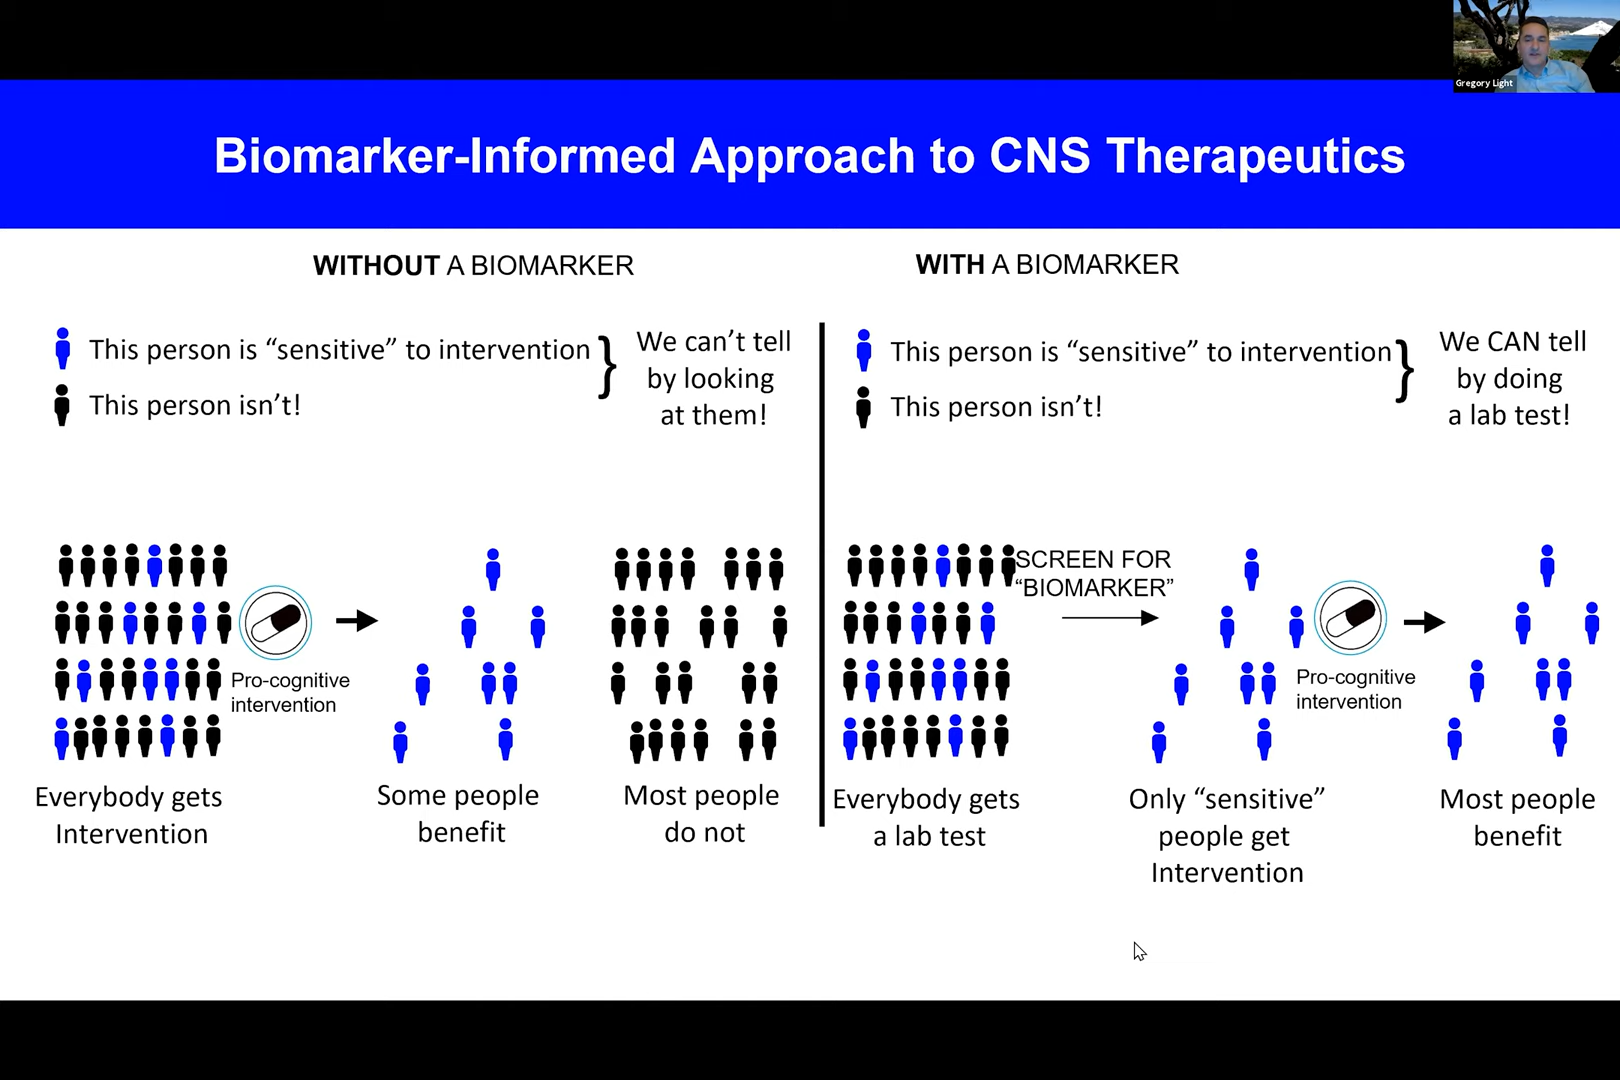 Gregory Light
Biomarker-Informed Approach to CNS Therapeutics
WITHOUT A BIOMARKER
This person is “sensitive” to intervention
This person isn’t!
We can’t tell
by looking
at them!
Pro-cognitive
intervention
Everybody gets
Intervention
Some people
benefit
Most people
do not
WITH A BIOMARKER
This person is “sensitive” to intervention
This person isn’t!
We CAN tell
by doing
a lab test!
SCREEN FOR
“BIOMARKER”
Pro-cognitive
intervention
Everybody gets
a lab test
Only “sensitive”
people get
Intervention
Most people
benefit